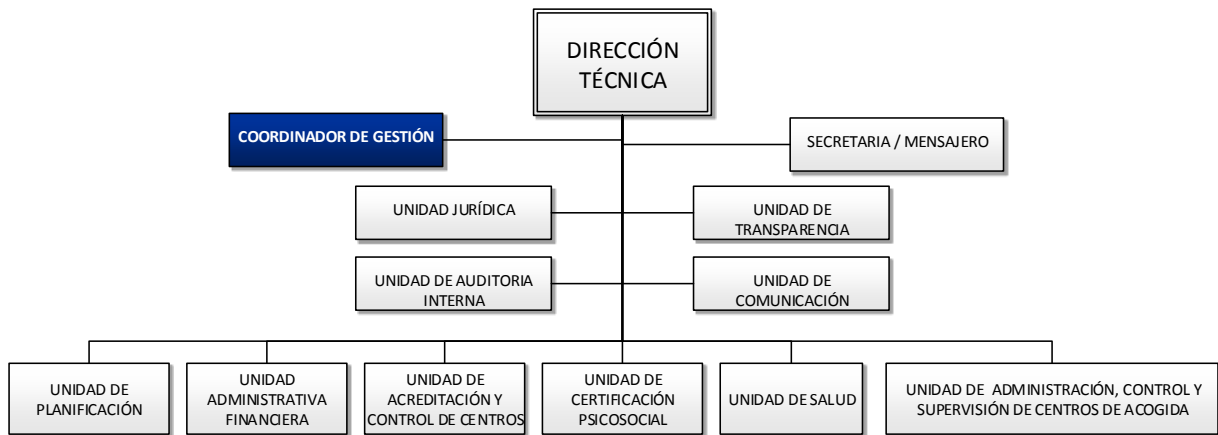 DIRECCIÓN
TÉCNICA
COORDINADOR DE GESTIÓN
SECRETARIA / MENSAJERO
UNIDAD JURÍDICA
UNIDAD DE
TRANSPARENCIA
UNIDAD DE AUDITORIA
INTERNA
UNIDAD DE
COMUNICACIÓN
UNIDAD DE
PLANIFICACIÓN
UNIDAD
ADMINISTRATIVA
FINANCIERA
UNIDAD DE
ACREDITACIÓN Y
CONTROL DE CENTROS
UNIDAD DE
CERTIFICACIÓN
PSICOSOCIAL
UNIDAD DE SALUD
UNIDAD DE ADMINISTRACIÓN, CONTROL Y
SUPERVISIÓN DE CENTROS DE ACOGIDA